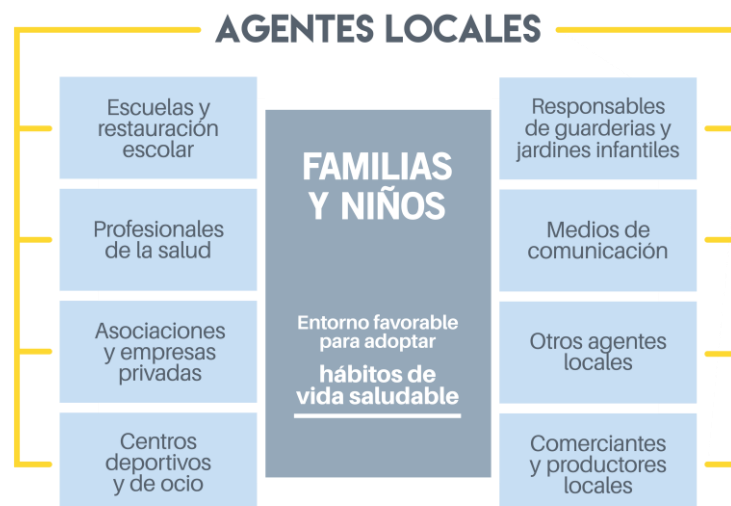 AGENTES LOCALES
Escuelas y
restauración
escolar
Profesionales
de la salud
Asociaciones
y empresas
privadas
Centros
deportivos
y de ocio
FAMILIAS
Y NIÑOS
Entorno favorable
para adoptar
hábitos de
vida saludable
Responsables
de guarderias y
jardines infantiles
Medios de
comunicación
Otros agentes
locales
Comerciantes
y productores
locales